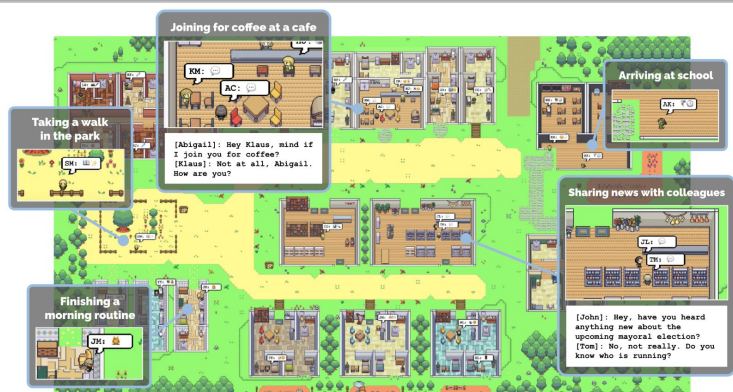 Joining for coffee at a cafe
KM:
AC:
[Abigail]: Hey Klaus, mind if
I join you for coffee?
[Klaus]: Not at all, Abigail.
How are you?
Arriving at school
AK:
Taking a walk
in the park
SM:
Sharing news with colleagues
JL:
TM:
[John]: Hey, have you heard
anything new about the
upcoming mayoral election?
[Tom]: No, not really. Do you
know who is running?
Finishing a
morning routine
JM: